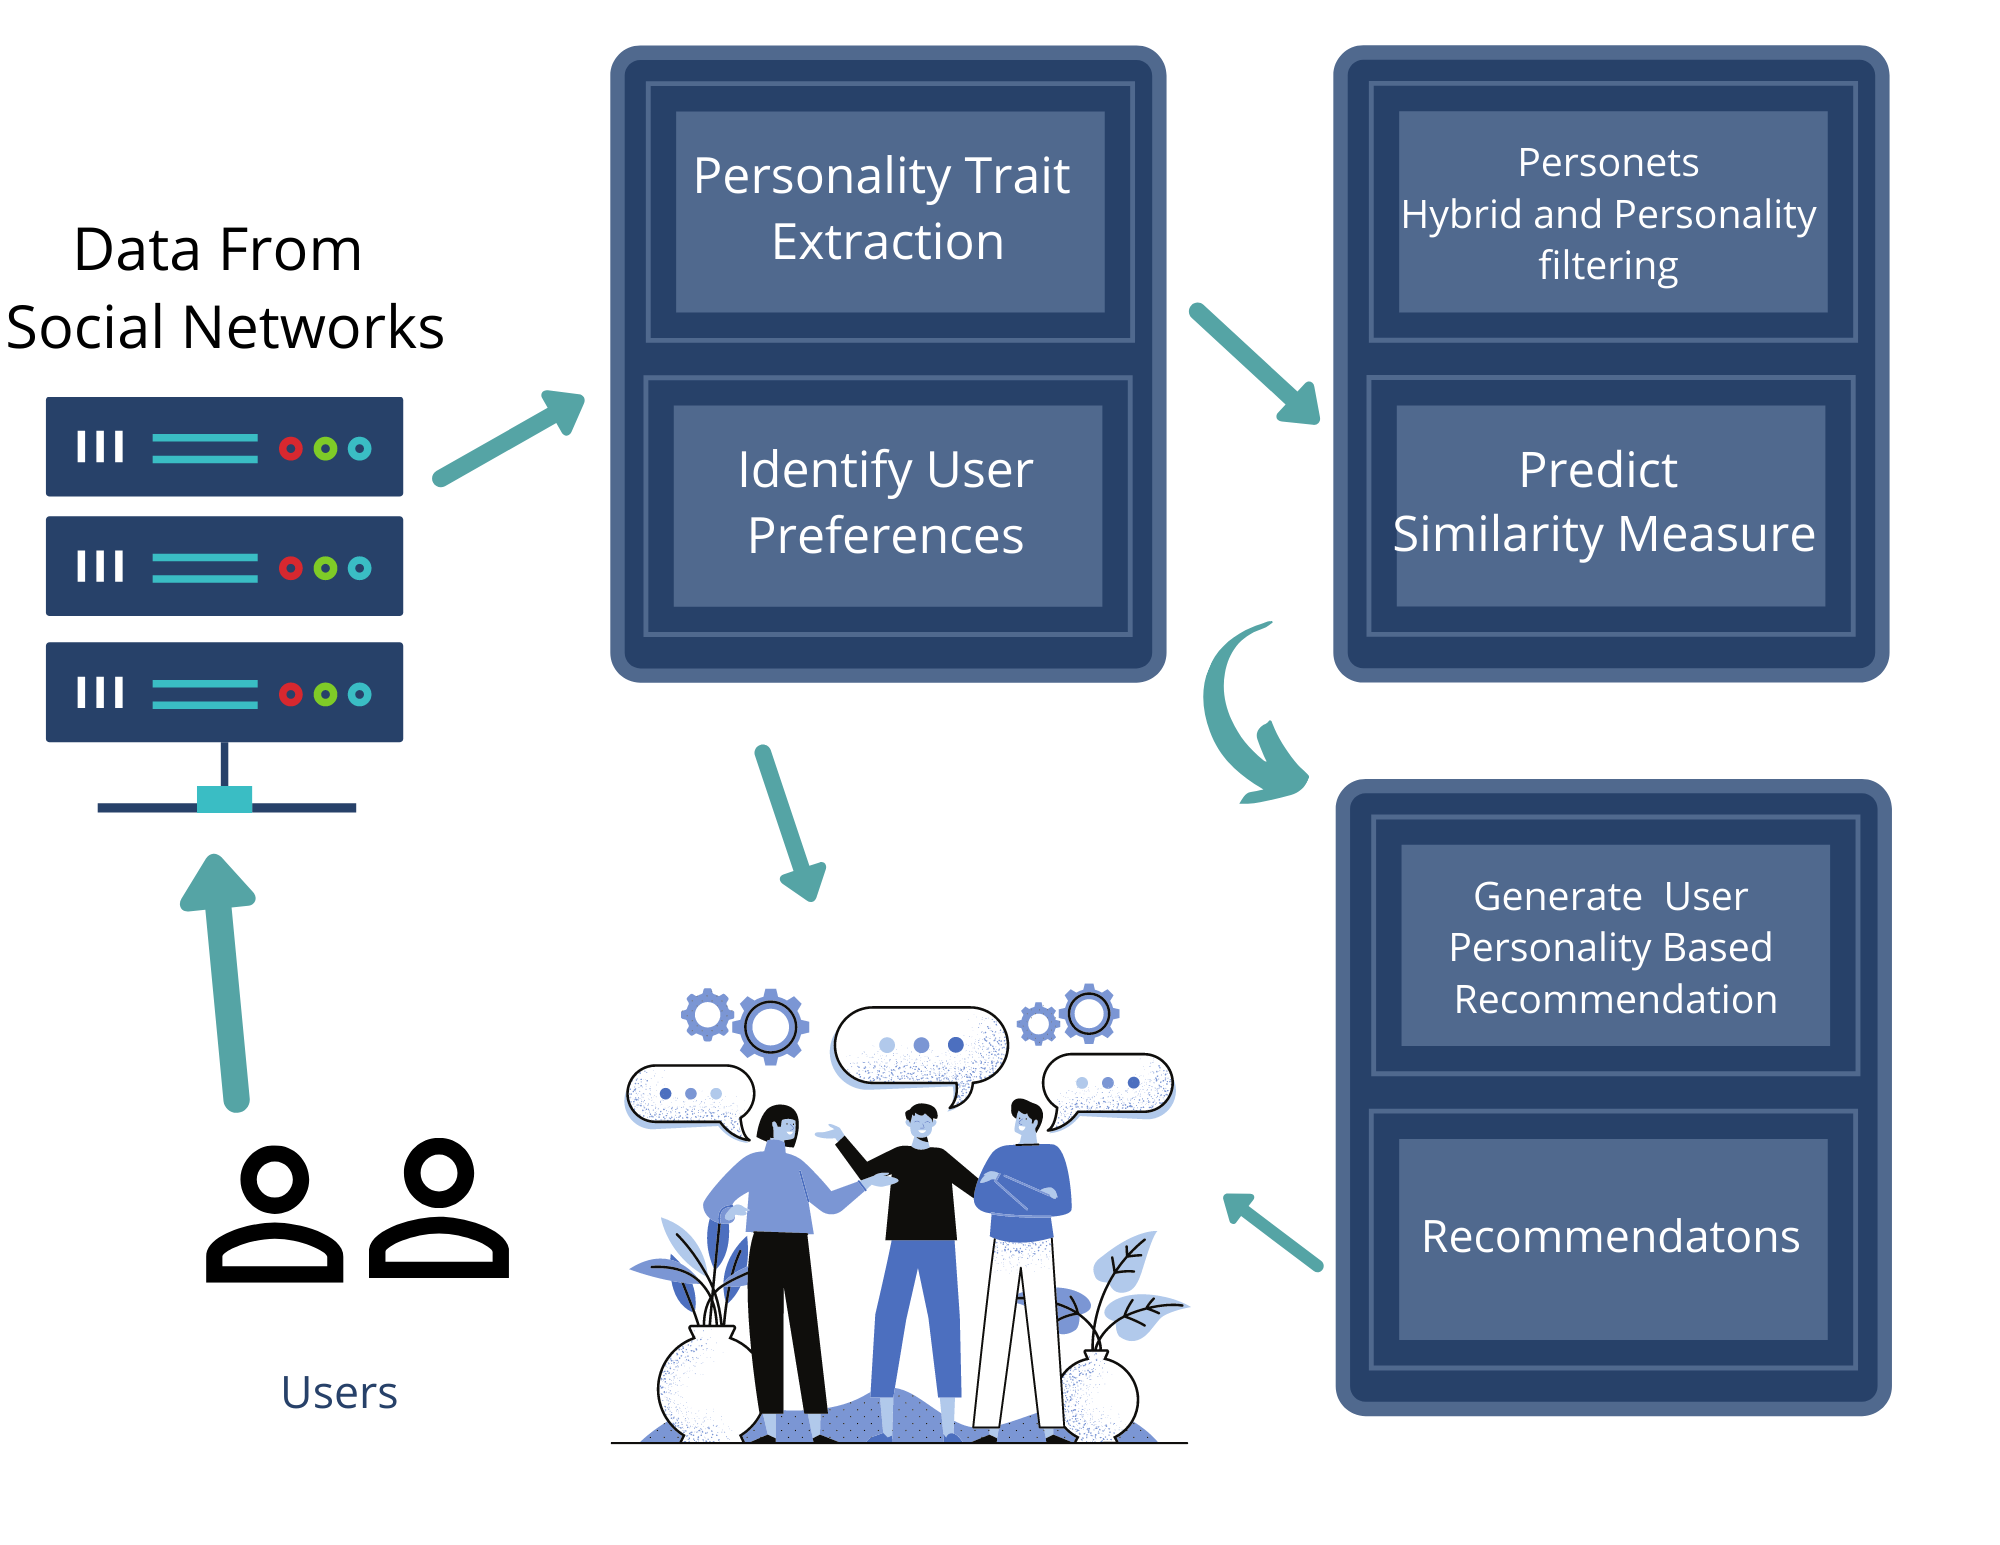 Data From
Social Networks
Personality Trait
Extraction
Identify User
Preferences
Personets
Hybrid and Personality
filtering
Predict
Similarity Measure
Generate User
Personality Based
Recommendation
Recommendatons
Users